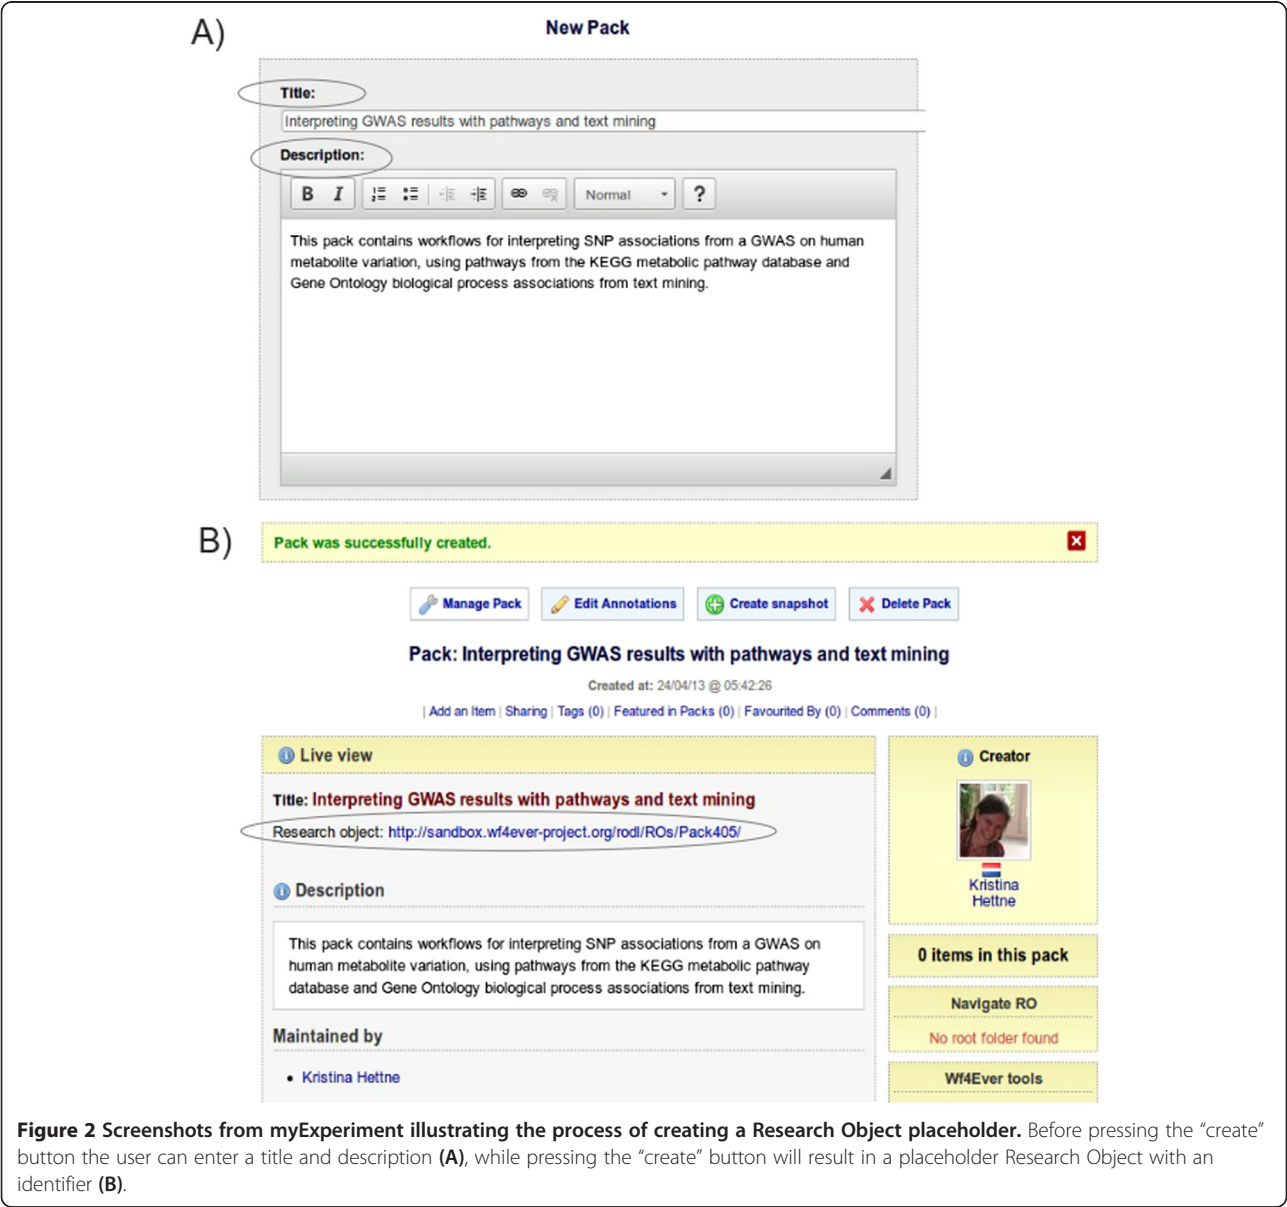 A)
New Pack
Title:
Interpreting GWAS results with pathways and text mining
Description:
B I Normal ?
This pack contains workflows for interpreting SNP associations from a GWAS on human
metabolite variation, using pathways from the KEGG metabolic pathway database and
Gene Ontology biological process associations from text mining.
B)
Pack was successfully created.
Manage Pack Edit Annotations Create snapshot Delete Pack
Pack: Interpreting GWAS results with pathways and text mining
Created at: 24/04/13 @ 05:42:26
| Add an Item | Sharing | Tags (0) | Featured in Packs (0) | Favourited By (0) | Comments (0) |
Live view
Title: Interpreting GWAS results with pathways and text mining
Research object: http://sandbox.wf4ever-project.org/rodl/ROs/Pack405/
Description
This pack contains workflows for interpreting SNP associations from a GWAS on
human metabolite variation, using pathways from the KEGG metabolic pathway
database and Gene Ontology biological process associations from text mining.
Maintained by
• Kristina Hettne
Creator
Kristina
Hettne
0 items in this pack
Navigate RO
No root folder found
Wf4Ever tools
Figure 2 Screenshots from myExperiment illustrating the process of creating a Research Object placeholder. Before pressing the “create”
button the user can enter a title and description (A), while pressing the “create” button will result in a placeholder Research Object with an
identifier (B).